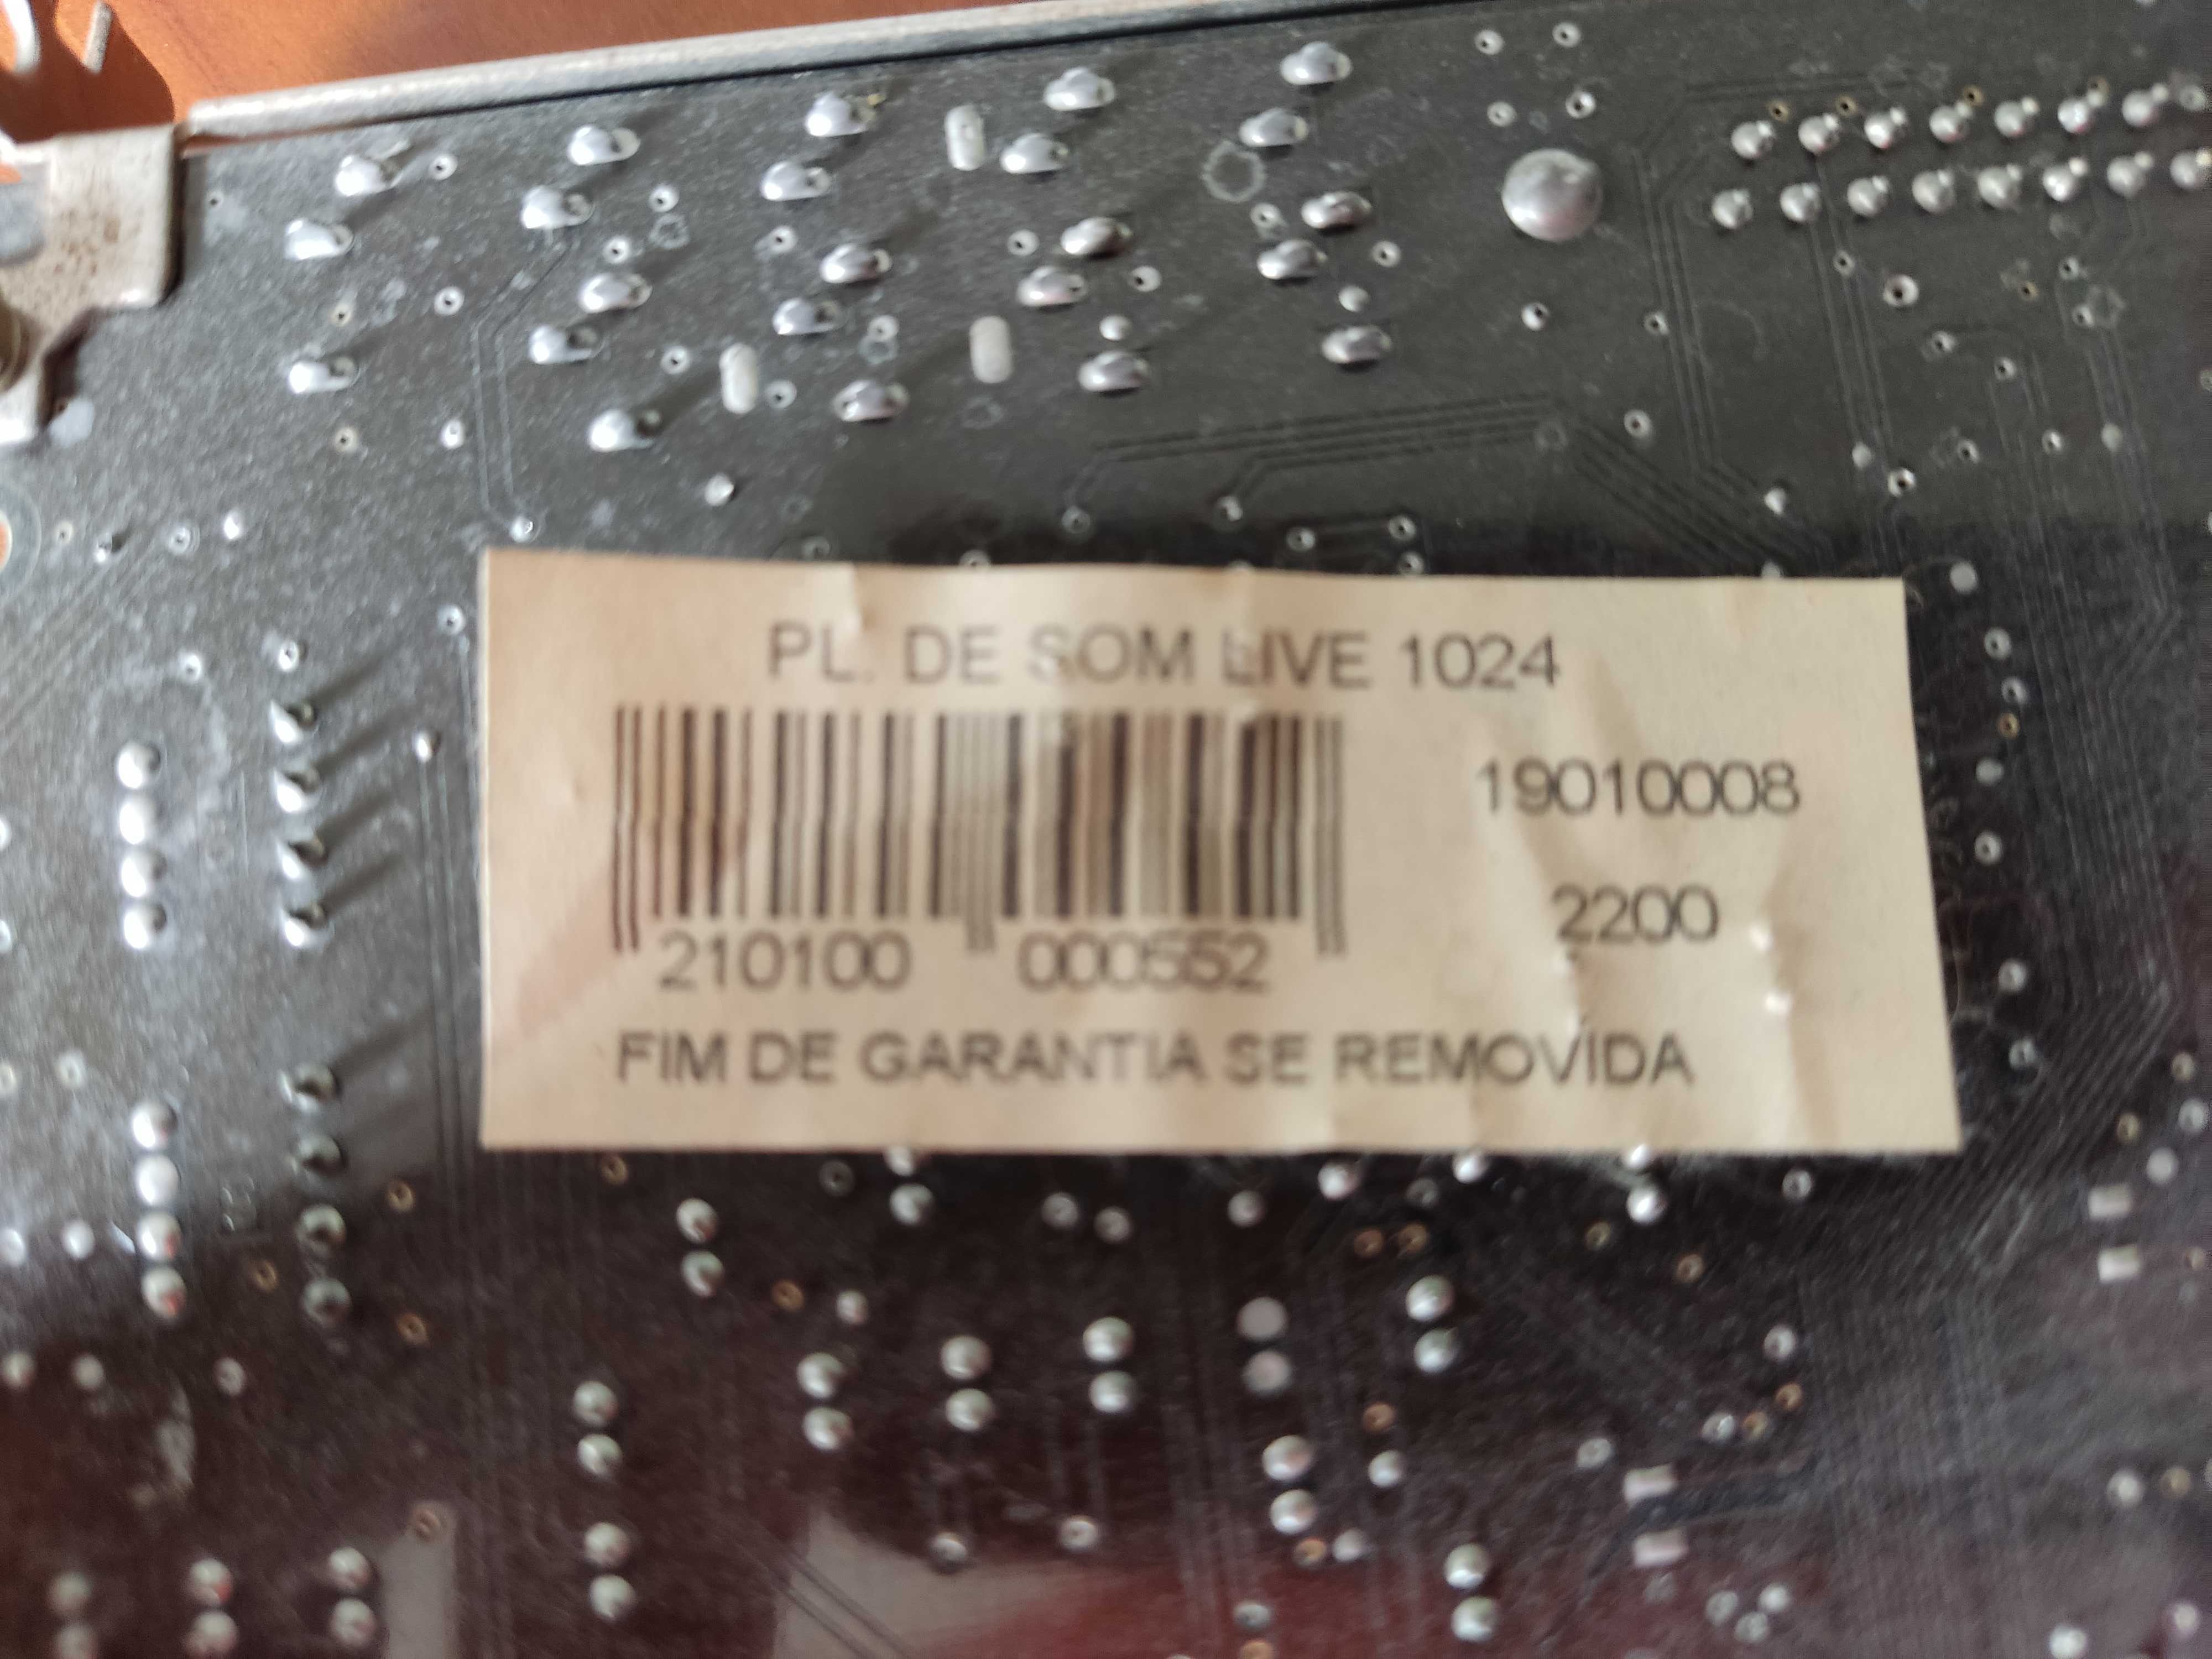 PL. DE SOM LIVE 1024
19010008
2200
210100 000552
FIM DE GARANTIA SE REMOVIDA